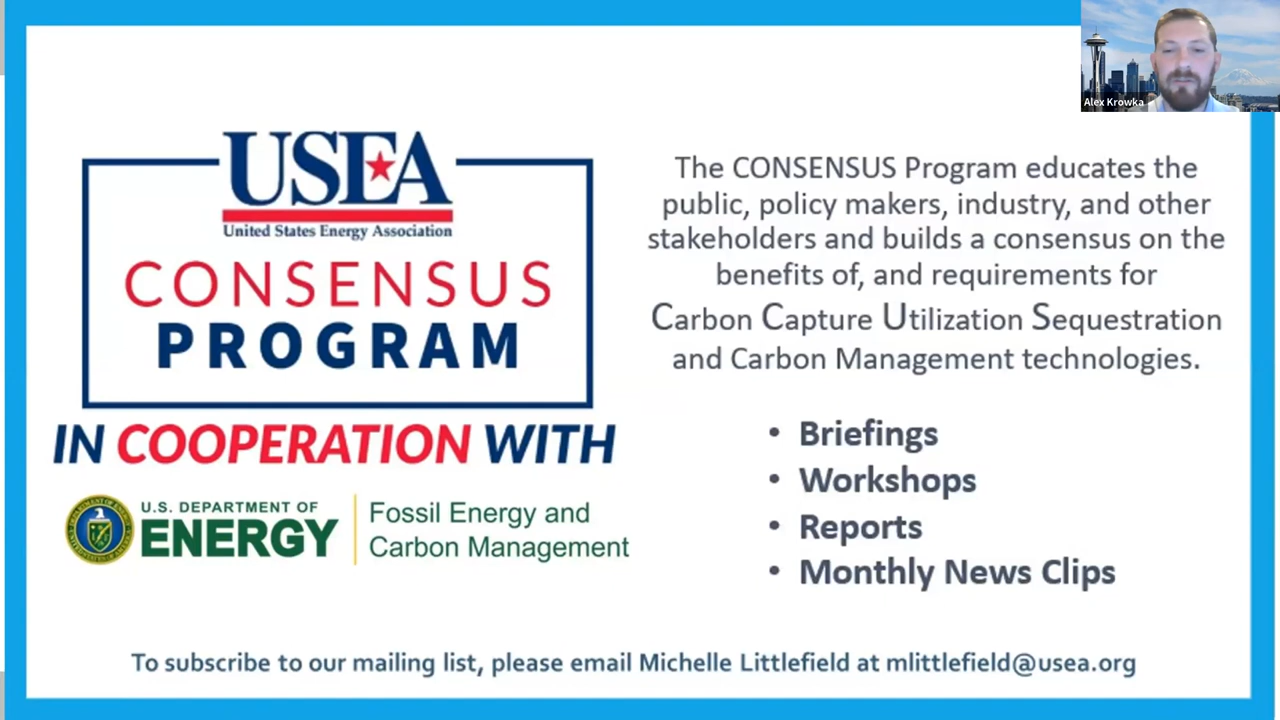 Alex Krowka
USEA
United States Energy Association
CONSENSUS
PROGRAM
IN COOPERATION WITH
U.S. DEPARTMENT OF
ENERGY
Fossil Energy and
Carbon Management
The CONSENSUS Program educates the
public, policy makers, industry, and other
stakeholders and builds a consensus on the
benefits of, and requirements for
Carbon Capture Utilization Sequestration
and Carbon Management technologies.
• Briefings
• Workshops
• Reports
• Monthly News Clips
To subscribe to our mailing list, please email Michelle Littlefield at mlittlefield@usea.org